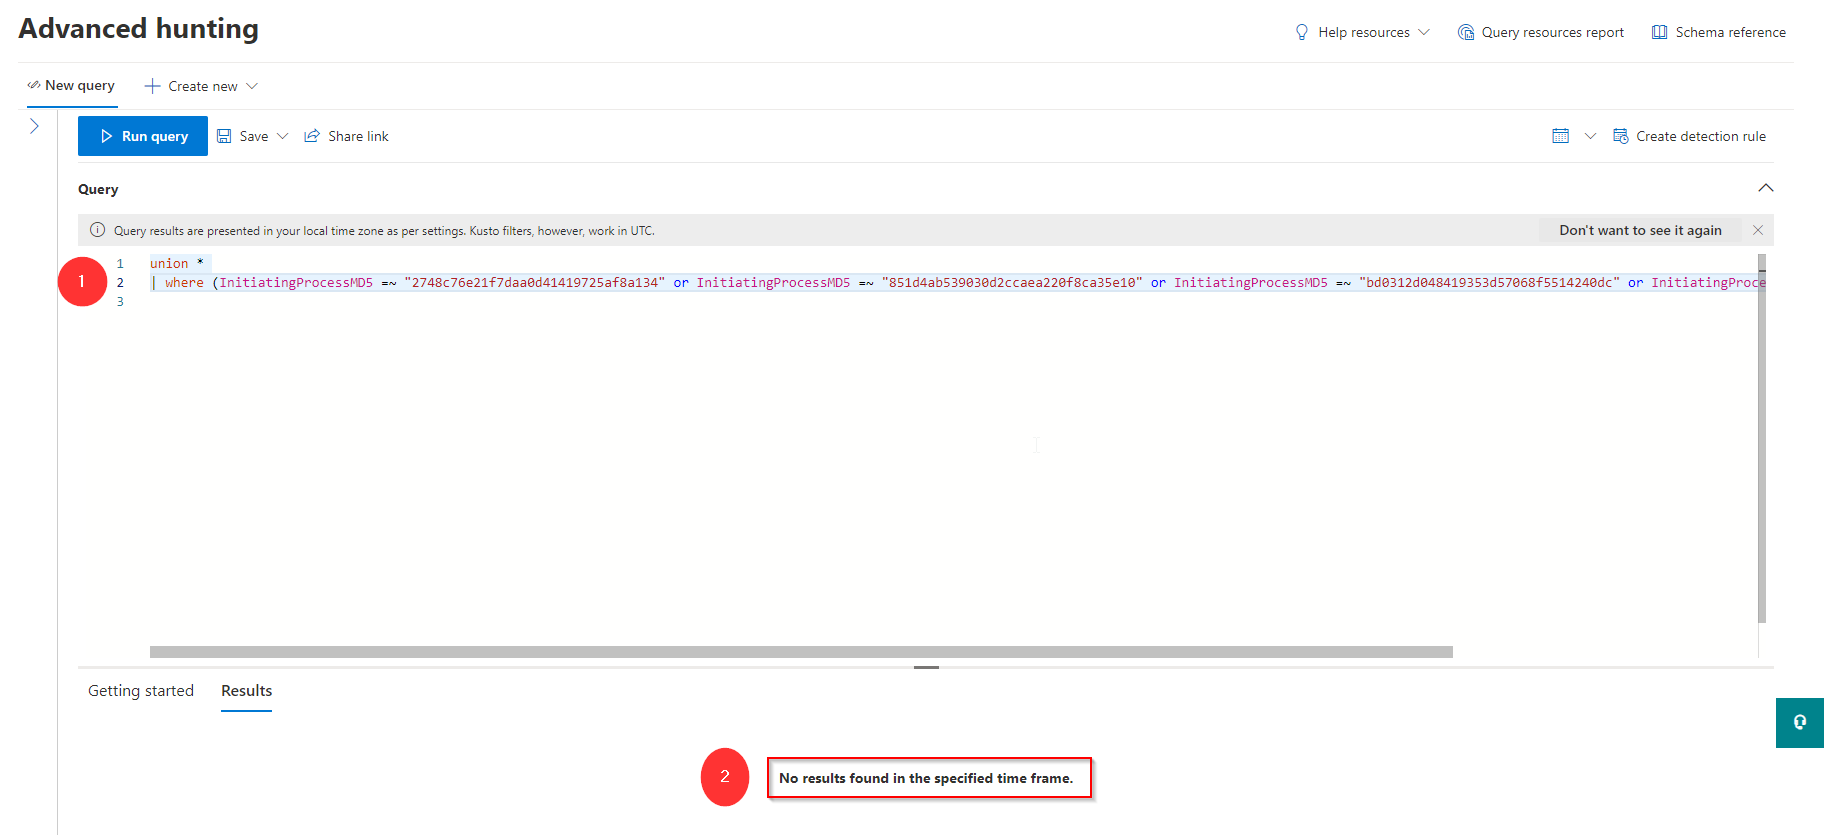 Advanced hunting
Help resources
Query resources report
Schema reference
New query
Create new
Run query
Save
Share link
Create detection rule
Query
Query results are presented in your local time zone as per settings. Kusto filters, however, work in UTC.
Don't want to see it again
1
1 union *
2 | where (InitiatingProcessMD5 =~ "2748c76e21f7daa0d41419725af8a134" or InitiatingProcessMD5 =~ "851d4ab539030d2ccaea220f8ca35e10" or InitiatingProcessMD5 =~ "bd0312d048419353d57068f5514240dc" or InitiatingProce
3
Getting started
Results
2
No results found in the specified time frame.